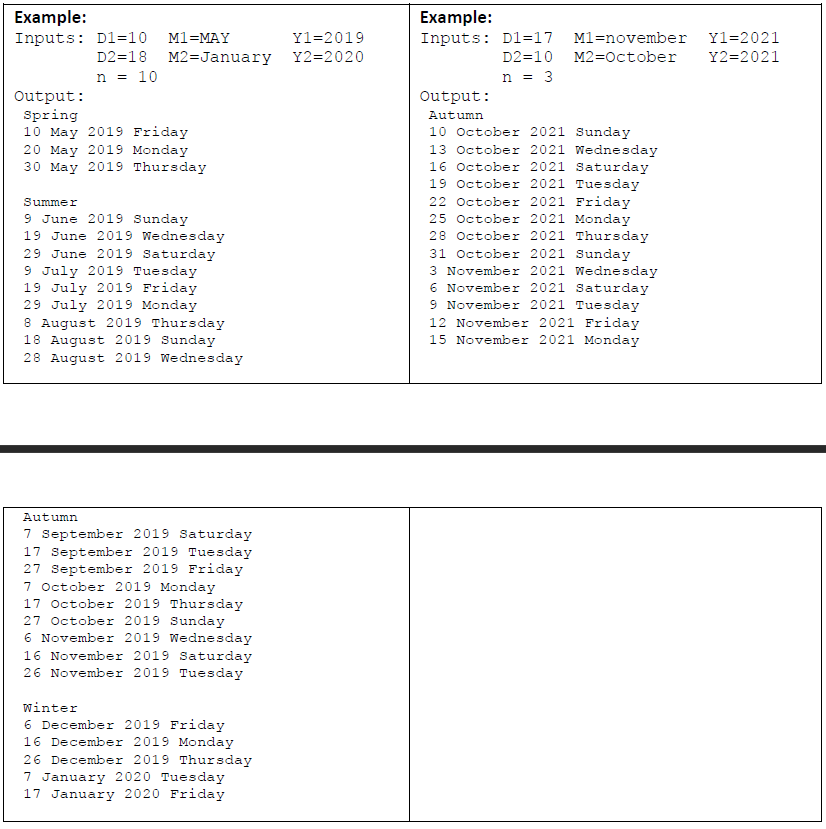 Example:
Inputs: D1=10 M1=MAY Y1=2019
D2=18 M2=January Y2=2020
n = 10
Output:
Spring
10 May 2019 Friday
20 May 2019 Monday
30 May 2019 Thursday
Summer
9 June 2019 Sunday
19 June 2019 Wednesday
29 June 2019 Saturday
9 July 2019 Tuesday
19 July 2019 Friday
29 July 2019 Monday
8 August 2019 Thursday
18 August 2019 Sunday
28 August 2019 Wednesday
Example:
Inputs: D1=17 M1=november Y1=2021
D2=10 M2=October Y2=2021
n = 3
Output:
Autumn
10 October 2021 Sunday
13 October 2021 Wednesday
16 October 2021 Saturday
19 October 2021 Tuesday
22 October 2021 Friday
25 October 2021 Monday
28 October 2021 Thursday
31 October 2021 Sunday
3 November 2021 Wednesday
6 November 2021 Saturday
9 November 2021 Tuesday
12 November 2021 Friday
15 November 2021 Monday
Autumn
7 September 2019 Saturday
17 September 2019 Tuesday
27 September 2019 Friday
7 October 2019 Monday
17 October 2019 Thursday
27 October 2019 Sunday
6 November 2019 Wednesday
16 November 2019 Saturday
26 November 2019 Tuesday
Winter
6 December 2019 Friday
16 December 2019 Monday
26 December 2019 Thursday
7 January 2020 Tuesday
17 January 2020 Friday